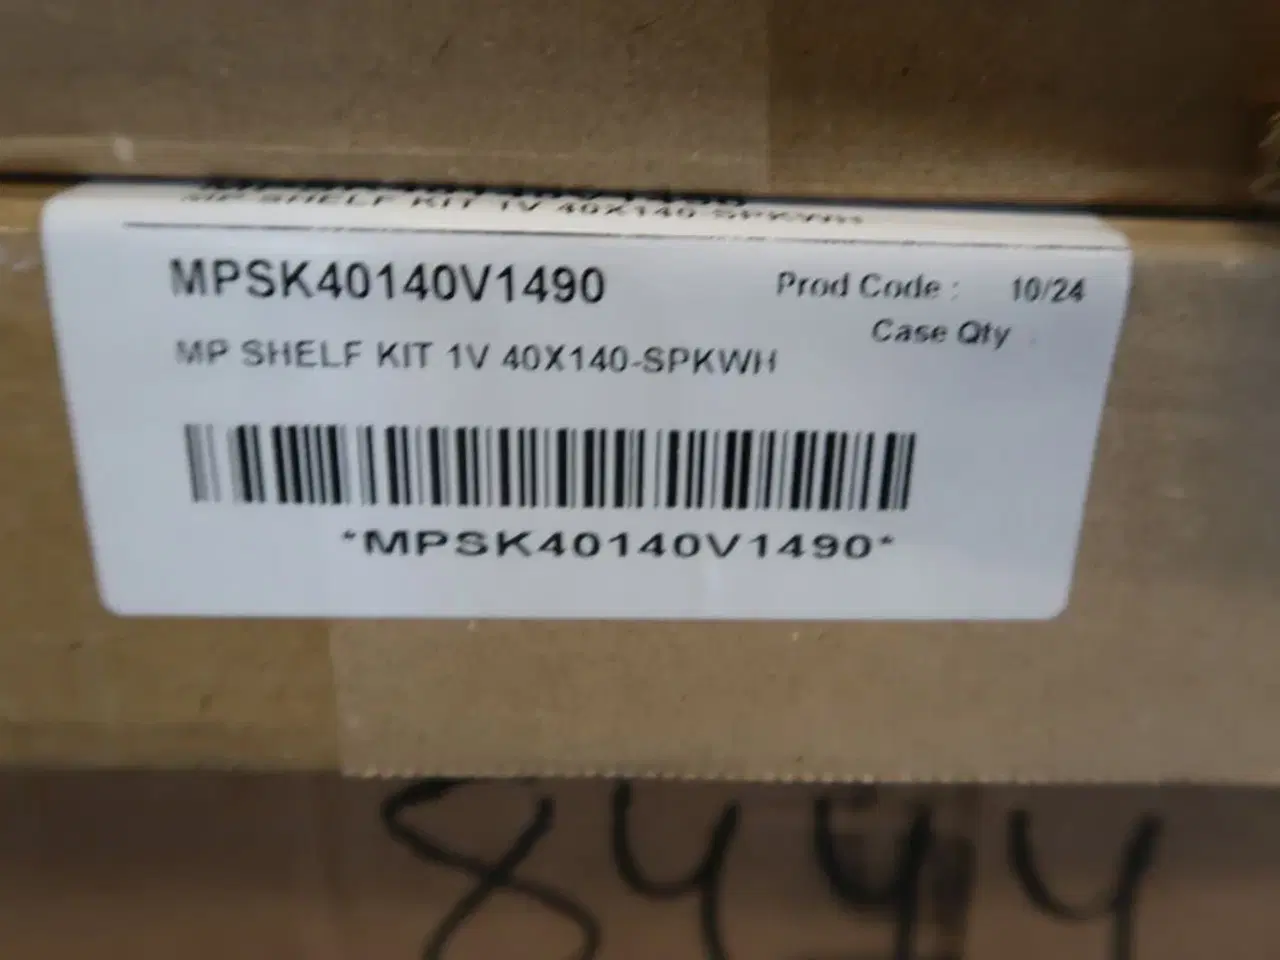 MP SHELF KIT 1V 40X140-SPKWH
MPSK40140V1490
Prod Code : 10/24
Case Qty
MP SHELF KIT 1V 40X140-SPKWH
*MPSK40140V1490*